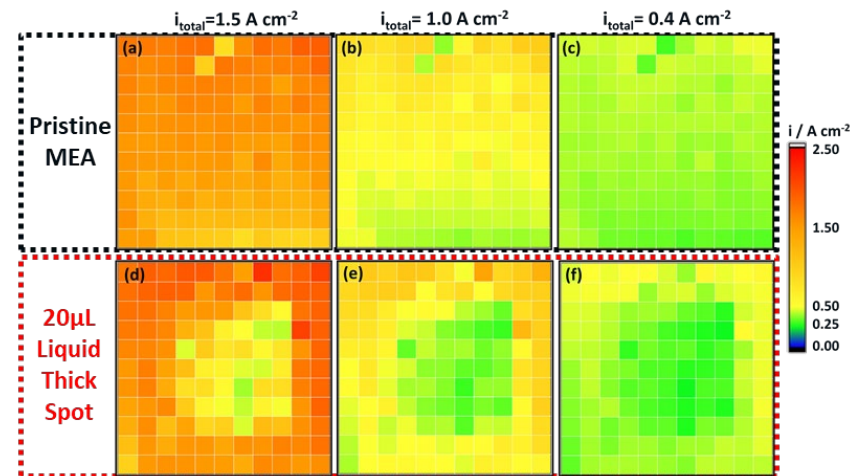 i_total=1.5 A cm⁻² i_total= 1.0 A cm⁻² i_total= 0.4 A cm⁻²
(a) (b) (c)
Pristine
MEA
i / A cm⁻²
2.50
1.50
0.50
0.25
0.00
(d) (e) (f)
20µL
Liquid
Thick
Spot